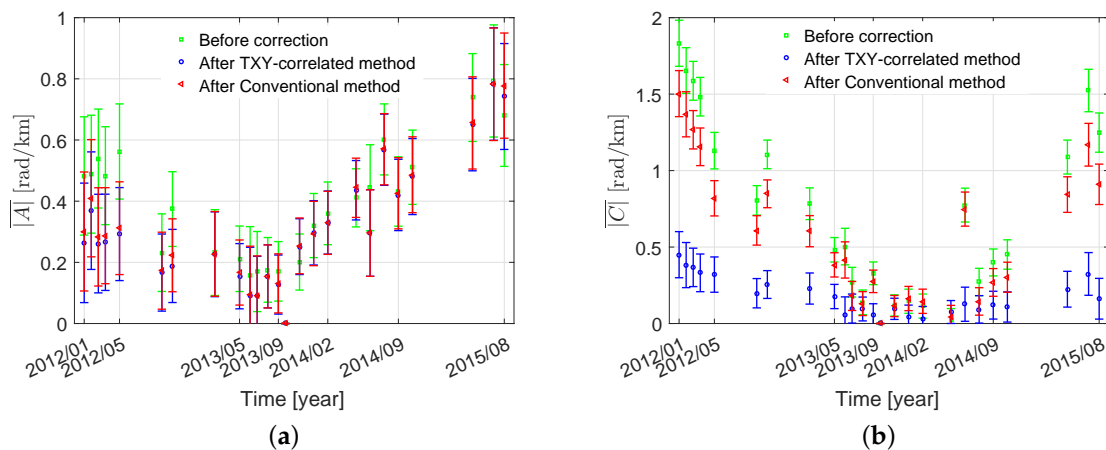 1
0.8
0.6
0.4
0.2
0
|A| [rad/km]
Before correction
After TXY-correlated method
After Conventional method
2012/01
2012/05
2013/05
2013/09
2014/02
2014/09
2015/08
Time [year]
(a)
2
1.5
1
0.5
0
|C| [rad/km]
Before correction
After TXY-correlated method
After Conventional method
2012/01
2012/05
2013/05
2013/09
2014/02
2014/09
2015/08
Time [year]
(b)